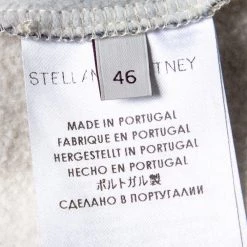 STELL
TNEY
46
MADE IN PORTUGAL
FABRIQUE EN PORTUGAL
HERGESTELLT IN PORTUGAL
HECHO EN PORTUGAL
ポルトガル製
СДЕЛАНО В ПОРТУГАЛИИ